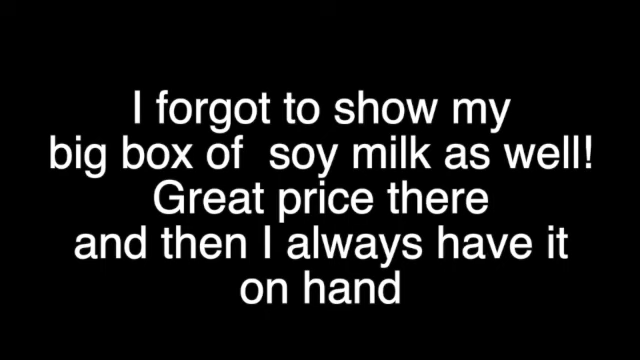 I forgot to show my
big box of  soy milk as well!
Great price there
and then I always have it
on hand